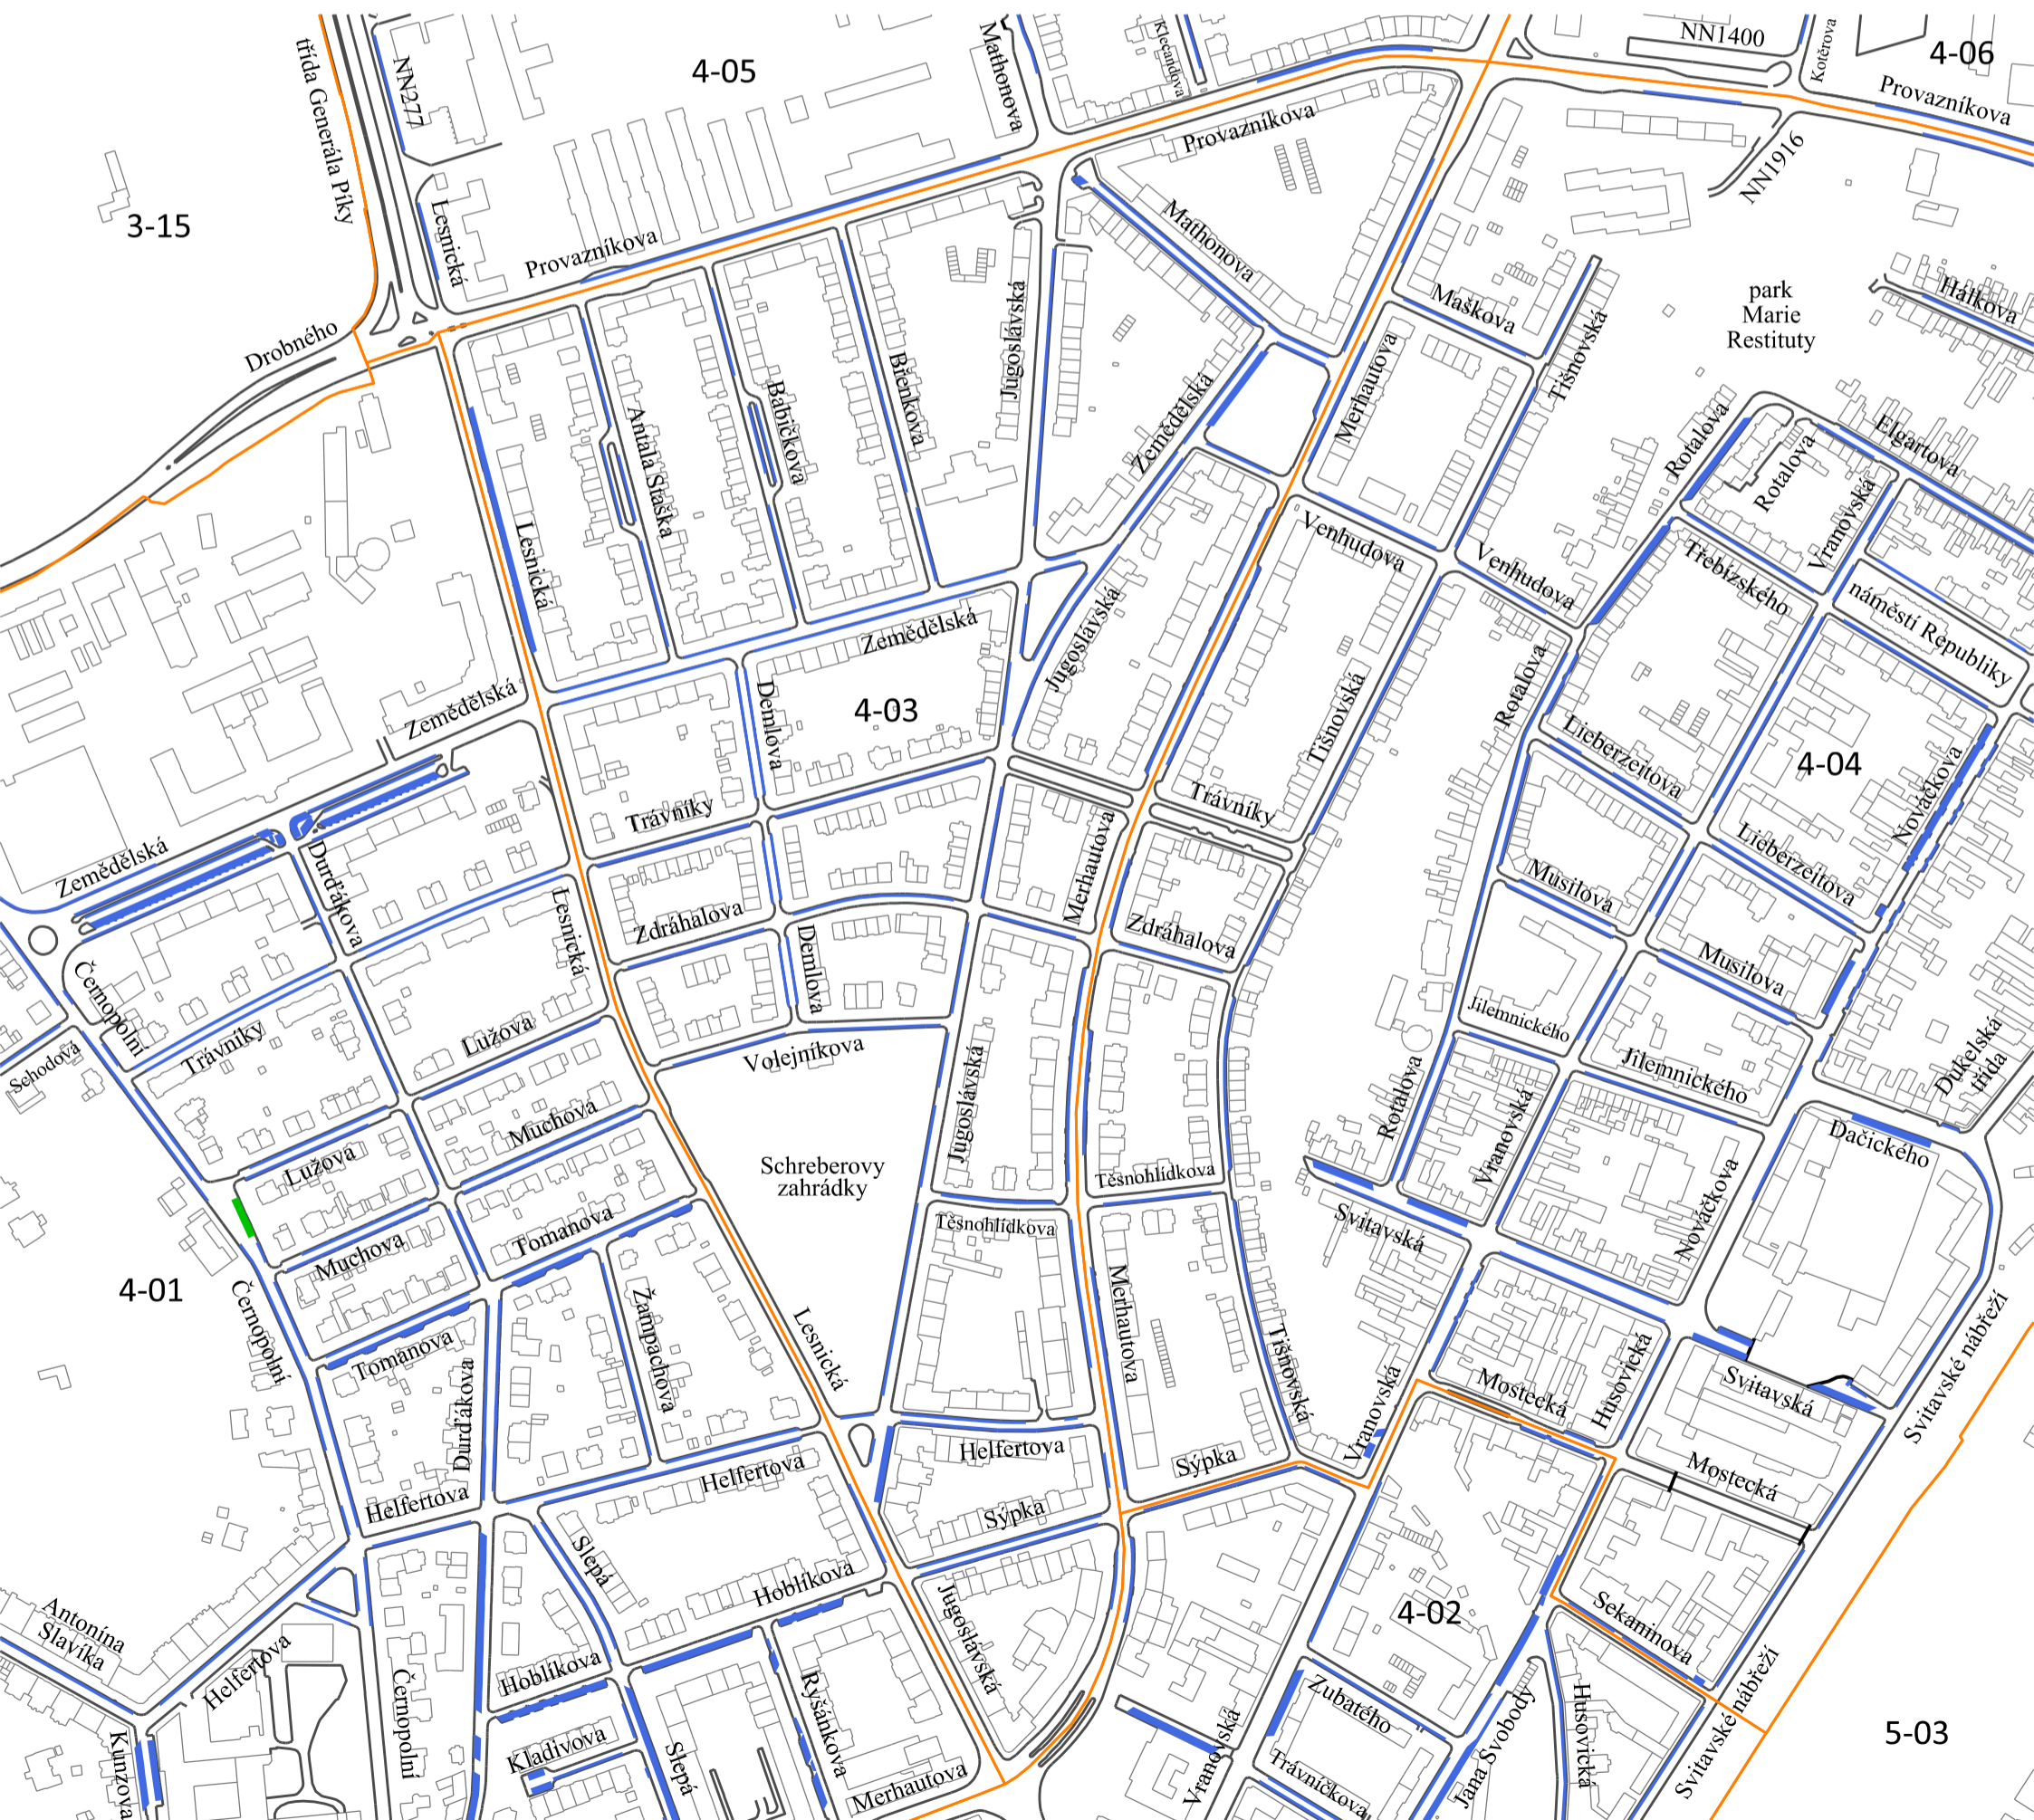 třída Generála Píky
NN277
4-05
Mathonova
Klečandova
NN1400
Kotěrova
4-06
Provazníkova
Provazníkova
NN1916
3-15
Lesnická
Provazníkova
Mathonova
Jugoslávská
Maškova
park
Marie
Restituty
Haľkova
Drobného
Antala Staška
Babičkova
Břenkova
Zemědělská
Merhautova
Tišnovská
Rotalova
Rotalova
Elgartova
Vranovská
Lesnická
Venhudova
Venhudova
Třebízského
náměstí Republiky
Zemědělská
Jugoslávská
Rotalova
Zemědělská
Demlova
4-03
Tišnovská
Lieberzeitova
4-04
Nováčkova
Trávníky
Trávníky
Zemědělská
Durďákova
Lesnická
Zdráhalova
Demlova
Merhautova
Zdráhalova
Musilova
Lieberzeitova
Musilova
Černopolní
Trávníky
Lužova
Volejníkova
Jilemnického
Jilemnického
Dukelská
třída
Schodová
Muchova
Jugoslávská
Rotalova
Vranovská
Dačického
Lužova
Schreberovy
zahrádky
Těsnohlídkova
Těsnohlídkova
Svitavská
Nováčkova
Muchova
Tomanova
4-01
Černopolní
Tomanova
Durďákova
Žampachova
Lesnická
Merhautova
Tišnovská
Vranovská
Mostecká
Husovická
Svitavská
Svitavské nábřeží
Helfertova
Helfertova
Helfertova
Sýpka
Sýpka
Mostecká
Slepá
Hoblíkova
Jugoslávská
4-02
Sekaninova
Antonína
Slavíka
Helfertova
Černopolní
Hoblíkova
Ryšánkova
Zubatého
Jana Svobody
Husovická
Svitavské nábřeží
5-03
Kunzova
Kladivova
Slepá
Merhautova
Vranovská
Trávníčkova